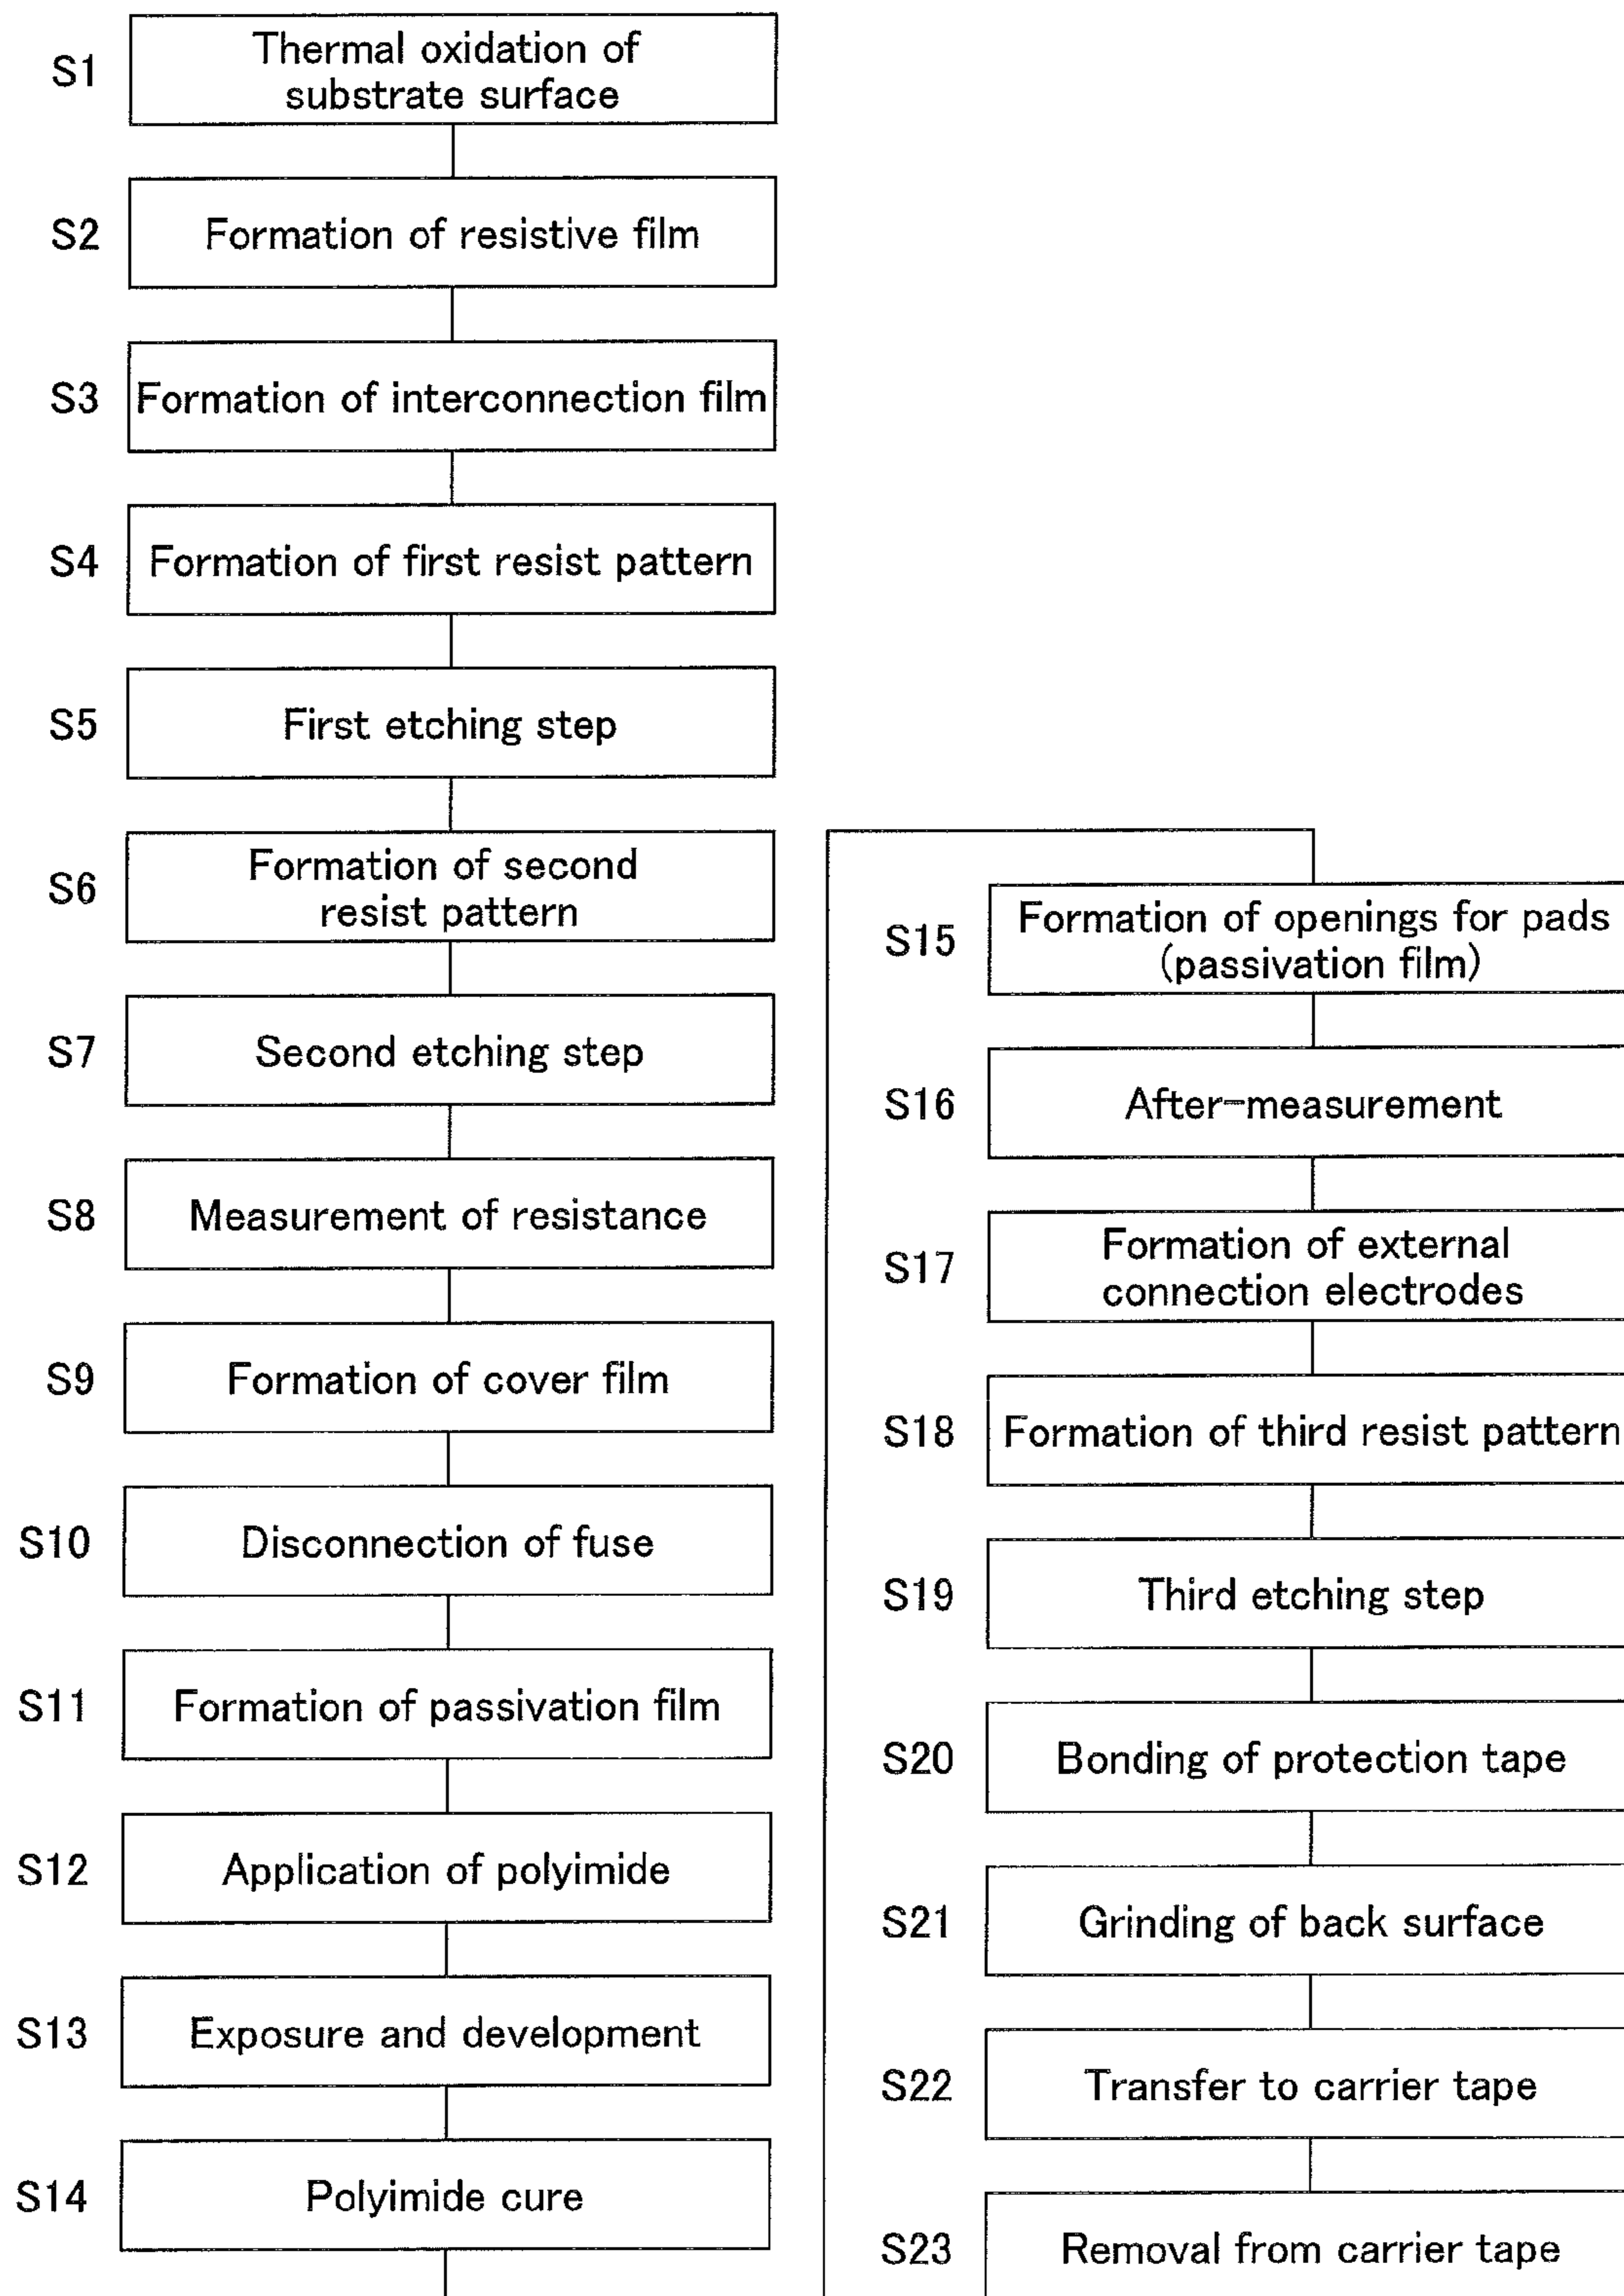 S1
Thermal oxidation of
substrate surface
S2
Formation of resistive film
S3
Formation of interconnection film
S4
Formation of first resist pattern
S5
First etching step
S6
Formation of second
resist pattern
S7
Second etching step
S8
Measurement of resistance
S9
Formation of cover film
S10
Disconnection of fuse
S11
Formation of passivation film
S12
Application of polyimide
S13
Exposure and development
S14
Polyimide cure
S15
Formation of openings for pads
(passivation film)
S16
After-measurement
S17
Formation of external
connection electrodes
S18
Formation of third resist pattern
S19
Third etching step
S20
Bonding of protection tape
S21
Grinding of back surface
S22
Transfer to carrier tape
S23
Removal from carrier tape